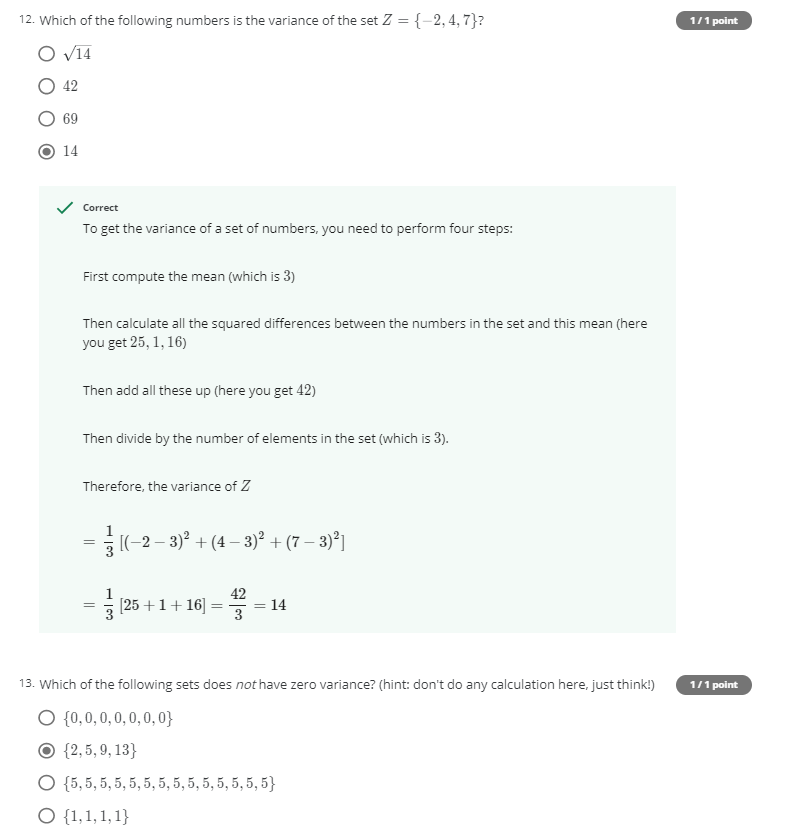 12. Which of the following numbers is the variance of the set Z = {−2, 4, 7}?
1 / 1 point
√14
42
69
14
Correct
To get the variance of a set of numbers, you need to perform four steps:
First compute the mean (which is 3)
Then calculate all the squared differences between the numbers in the set and this mean (here
you get 25, 1, 16)
Then add all these up (here you get 42)
Then divide by the number of elements in the set (which is 3).
Therefore, the variance of Z
= 1/3 [(−2 − 3)² + (4 − 3)² + (7 − 3)²]
= 1/3 [25 + 1 + 16] = 42/3 = 14
13. Which of the following sets does not have zero variance? (hint: don't do any calculation here, just think!)
1 / 1 point
{0, 0, 0, 0, 0, 0, 0}
{2, 5, 9, 13}
{5, 5, 5, 5, 5, 5, 5, 5, 5, 5, 5, 5, 5, 5}
{1, 1, 1, 1}